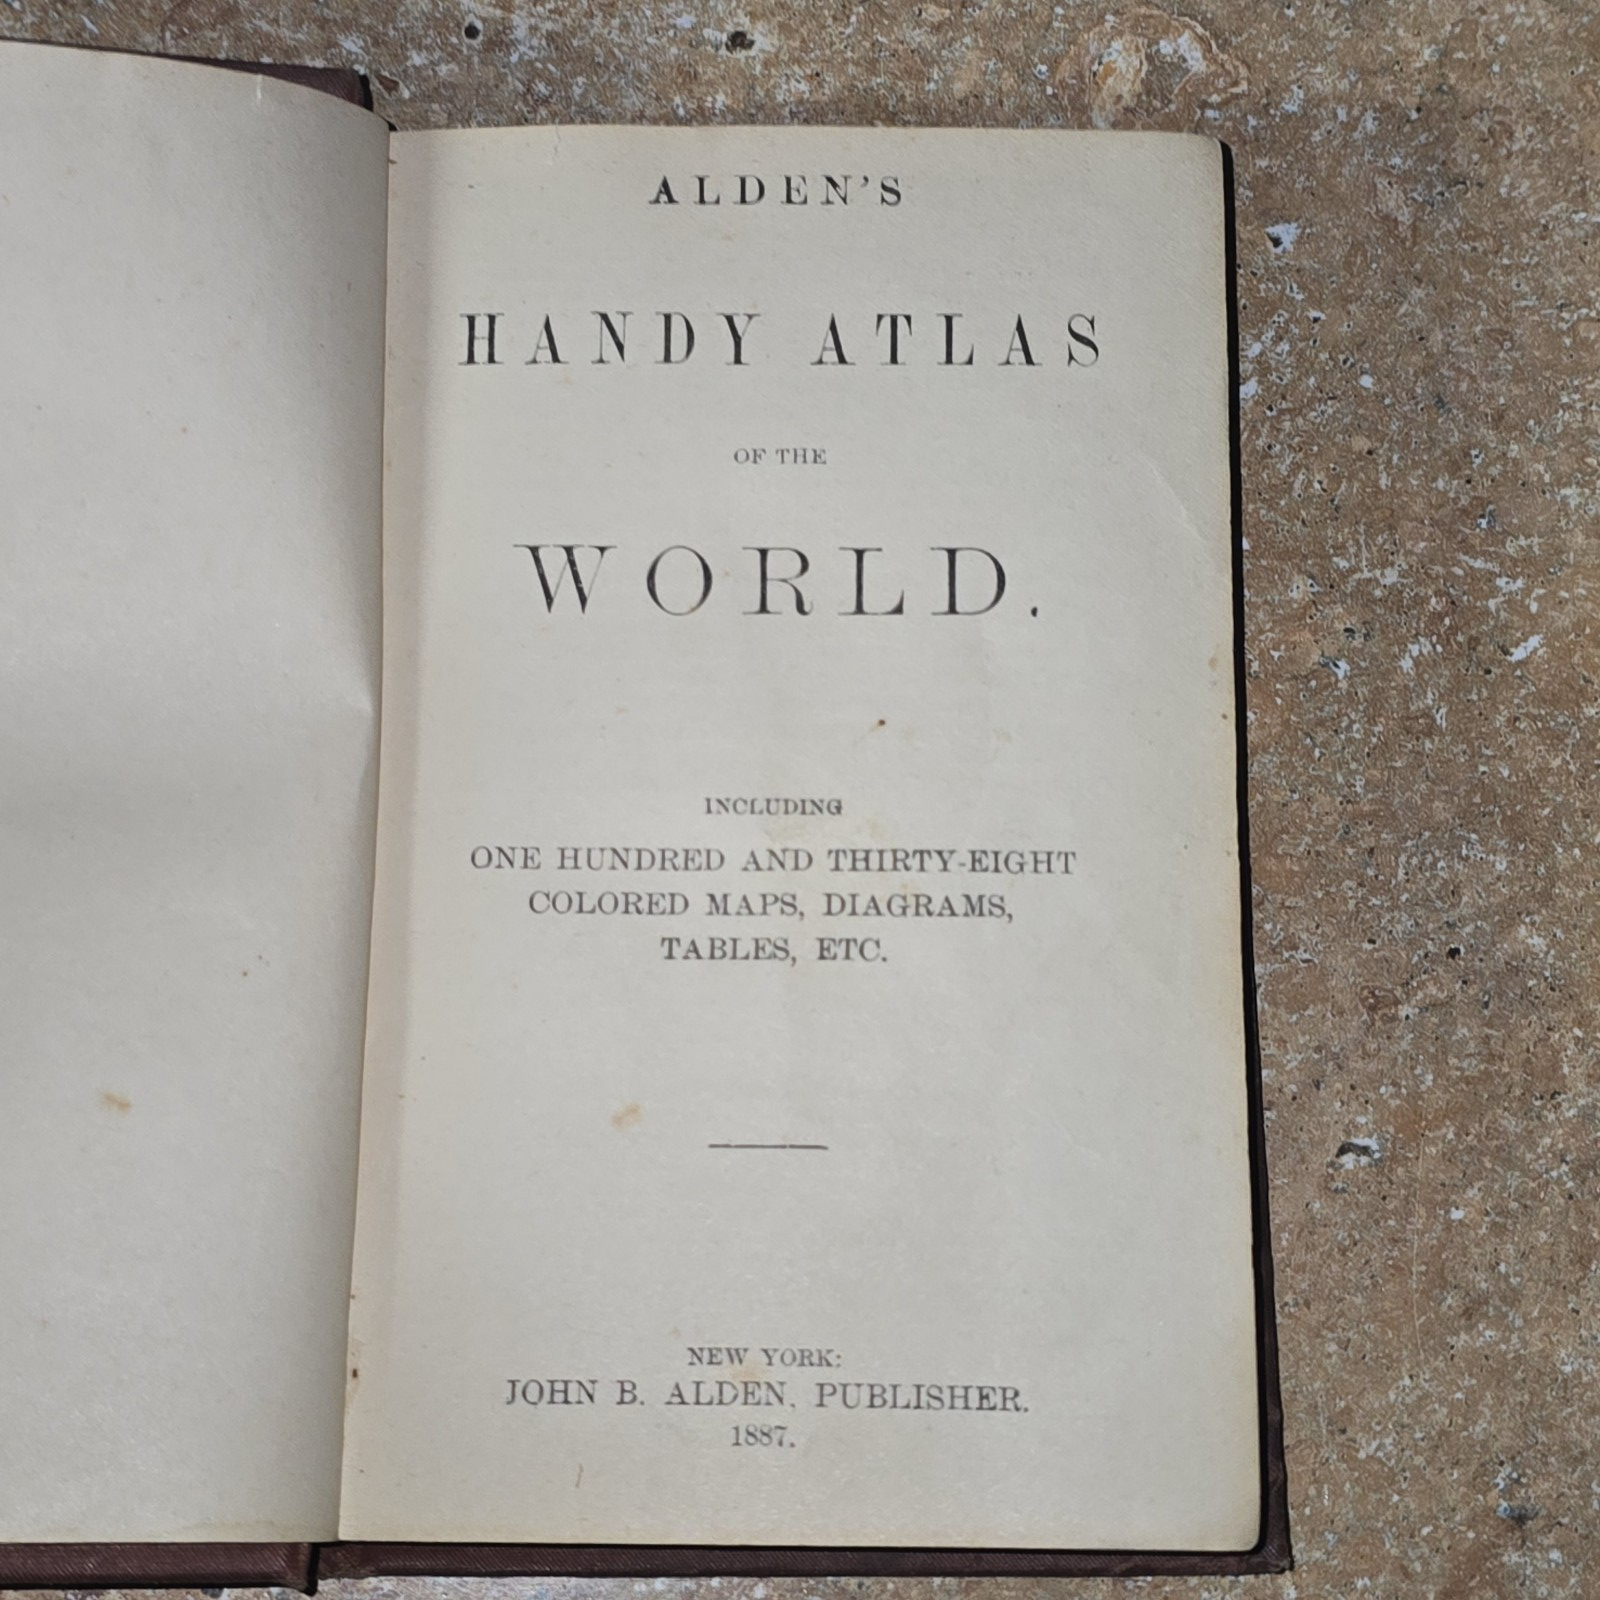 ALDEN'S
HANDY ATLAS
OF THE
WORLD.
INCLUDING
ONE HUNDRED AND THIRTY-EIGHT
COLORED MAPS, DIAGRAMS,
TABLES, ETC.
NEW YORK:
JOHN B. ALDEN, PUBLISHER.
1887.